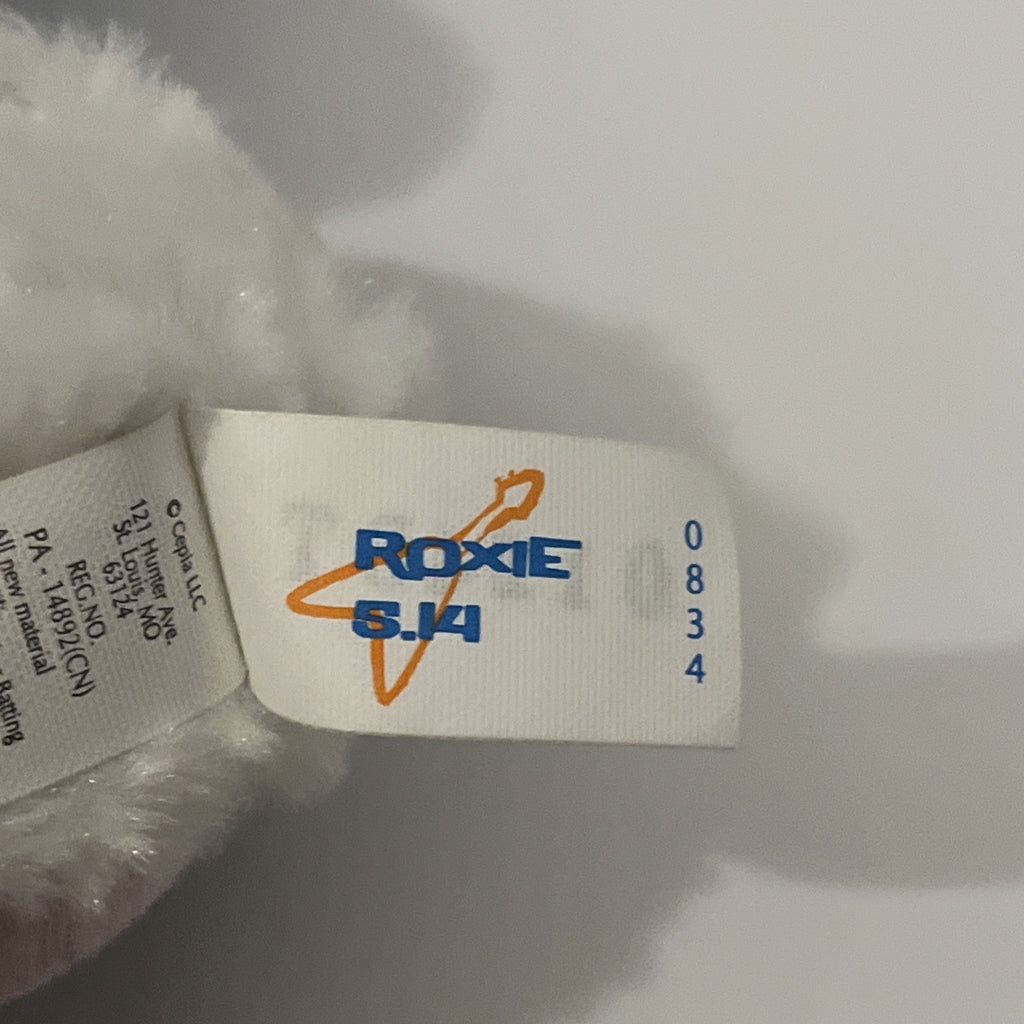 © Cepia LLC
121 Hunter Ave.
St. Louis, MO
63124
REG.NO.
PA - 14892(CN)
All new material
Batting
ROXIE
5.14
0
8
3
4